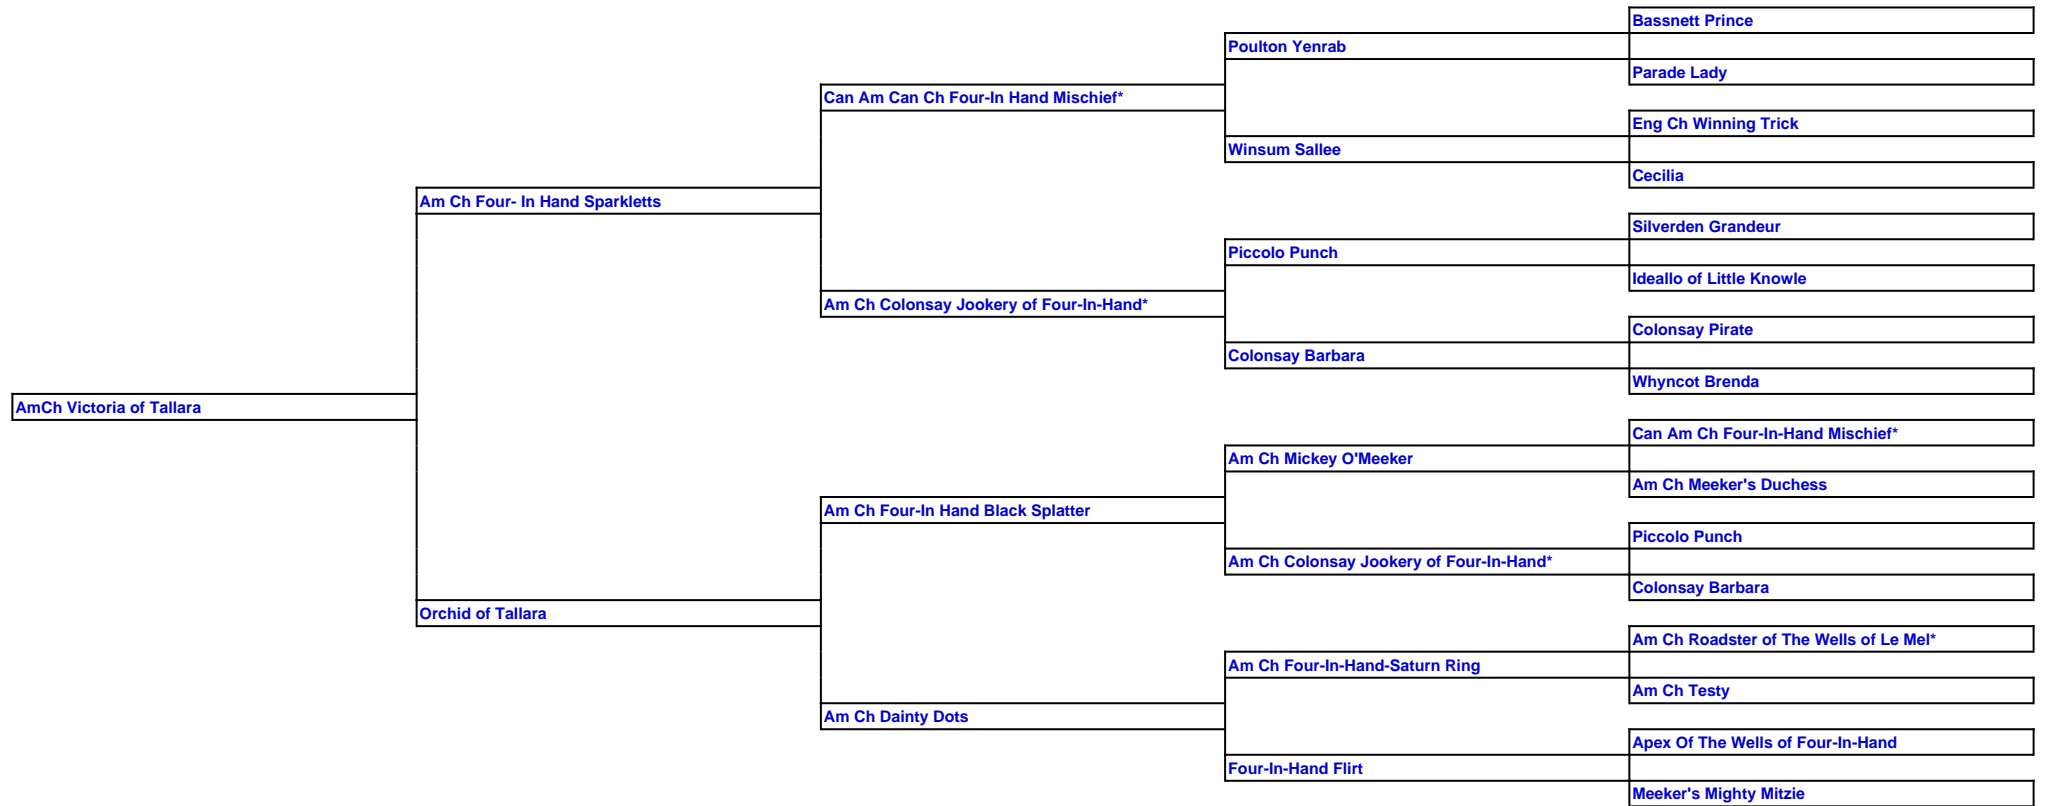 Bassnett Prince
Poulton Yenrab
Parade Lady
Can Am Can Ch Four-In Hand Mischief*
Eng Ch Winning Trick
Winsum Sallee
Cecilia
Am Ch Four- In Hand Sparkletts
Silverden Grandeur
Piccolo Punch
Ideallo of Little Knowle
Am Ch Colonsay Jookery of Four-In-Hand*
Colonsay Pirate
Colonsay Barbara
Whyncot Brenda
AmCh Victoria of Tallara
Can Am Ch Four-In-Hand Mischief*
Am Ch Mickey O'Meeker
Am Ch Meeker's Duchess
Am Ch Four-In Hand Black Splatter
Piccolo Punch
Am Ch Colonsay Jookery of Four-In-Hand*
Colonsay Barbara
Orchid of Tallara
Am Ch Roadster of The Wells of Le Mel*
Am Ch Four-In-Hand-Saturn Ring
Am Ch Testy
Am Ch Dainty Dots
Apex Of The Wells of Four-In-Hand
Four-In-Hand Flirt
Meeker's Mighty Mitzie